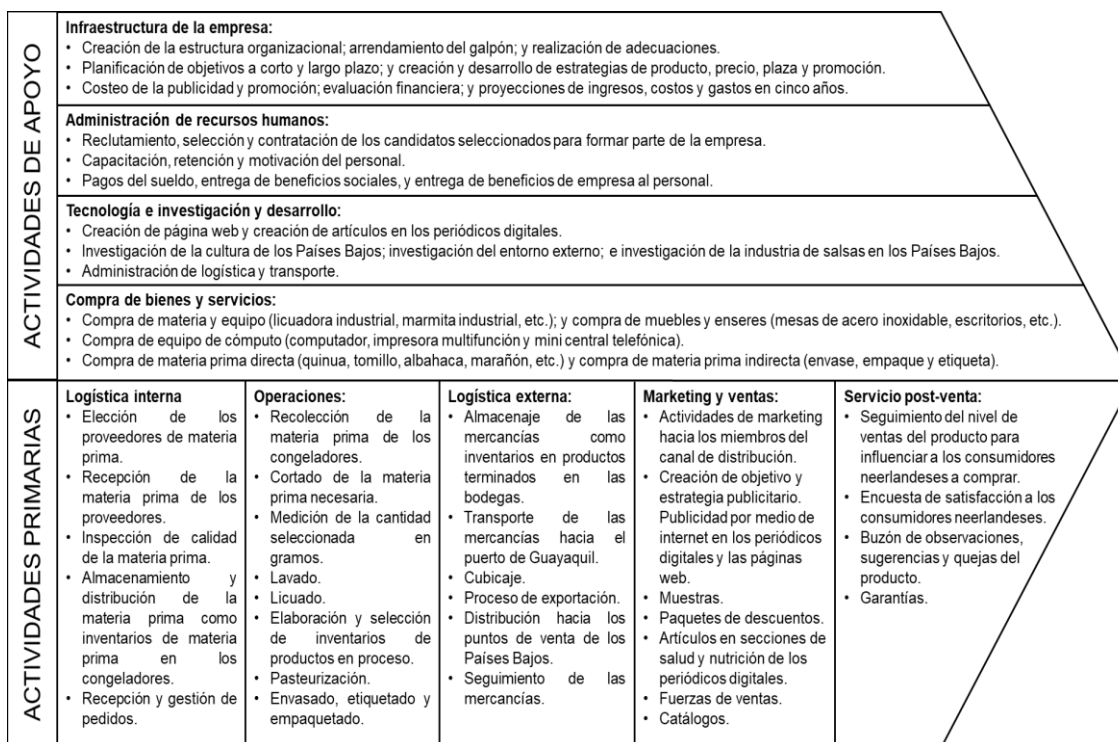 ACTIVIDADES DE APOYO
Infraestructura de la empresa:
• Creación de la estructura organizacional; arrendamiento del galpón; y realización de adecuaciones.
• Planificación de objetivos a corto y largo plazo; y creación y desarrollo de estrategias de producto, precio, plaza y promoción.
• Costeo de la publicidad y promoción; evaluación financiera; y proyecciones de ingresos, costos y gastos en cinco años.
Administración de recursos humanos:
• Reclutamiento, selección y contratación de los candidatos seleccionados para formar parte de la empresa.
• Capacitación, retención y motivación del personal.
• Pagos del sueldo, entrega de beneficios sociales, y entrega de beneficios de empresa al personal.
Tecnología e investigación y desarrollo:
• Creación de página web y creación de artículos en los periódicos digitales.
• Investigación de la cultura de los Países Bajos; investigación del entorno externo; e investigación de la industria de salsas en los Países Bajos.
• Administración de logística y transporte.
Compra de bienes y servicios:
• Compra de materia y equipo (licuadora industrial, marmita industrial, etc.); y compra de muebles y enseres (mesas de acero inoxidable, escritorios, etc.).
• Compra de equipo de cómputo (computador, impresora multifunción y mini central telefónica).
• Compra de materia prima directa (quinua, tomillo, albahaca, marañón, etc.) y compra de materia prima indirecta (envase, empaque y etiqueta).
ACTIVIDADES PRIMARIAS
Logística interna
• Elección de los
proveedores de materia
prima.
• Recepción de la
materia prima de los
proveedores.
• Inspección de calidad
de la materia prima.
• Almacenamiento y
distribución de la
materia prima como
inventarios de materia
prima en los
congeladores.
• Recepción y gestión de
pedidos.
Operaciones:
• Recolección de la
materia prima de los
congeladores.
• Cortado de la materia
prima necesaria.
• Medición de la cantidad
seleccionada en
gramos.
• Lavado.
• Licuado.
• Elaboración y selección
de inventarios de
productos en proceso.
• Pasteurización.
• Envasado, etiquetado y
empaquetado.
Logística externa:
• Almacenaje de las
mercancías como
inventarios en productos
terminados en las
bodegas.
• Transporte de las
mercancías hacia el
puerto de Guayaquil.
• Cubicaje.
• Proceso de exportación.
• Distribución hacia los
puntos de venta de los
Países Bajos.
• Seguimiento de las
mercancías.
Marketing y ventas:
• Actividades de marketing
hacia los miembros del
canal de distribución.
• Creación de objetivo y
estrategia publicitario.
Publicidad por medio de
internet en los periódicos
digitales y las páginas
web.
• Muestras.
• Paquetes de descuentos.
• Artículos en secciones de
salud y nutrición de los
periódicos digitales.
• Fuerzas de ventas.
• Catálogos.
Servicio post-venta:
• Seguimiento del nivel de
ventas del producto para
influenciar a los consumidores
neerlandeses a comprar.
• Encuesta de satisfacción a los
consumidores neerlandeses.
• Buzón de observaciones,
sugerencias y quejas del
producto.
• Garantías.